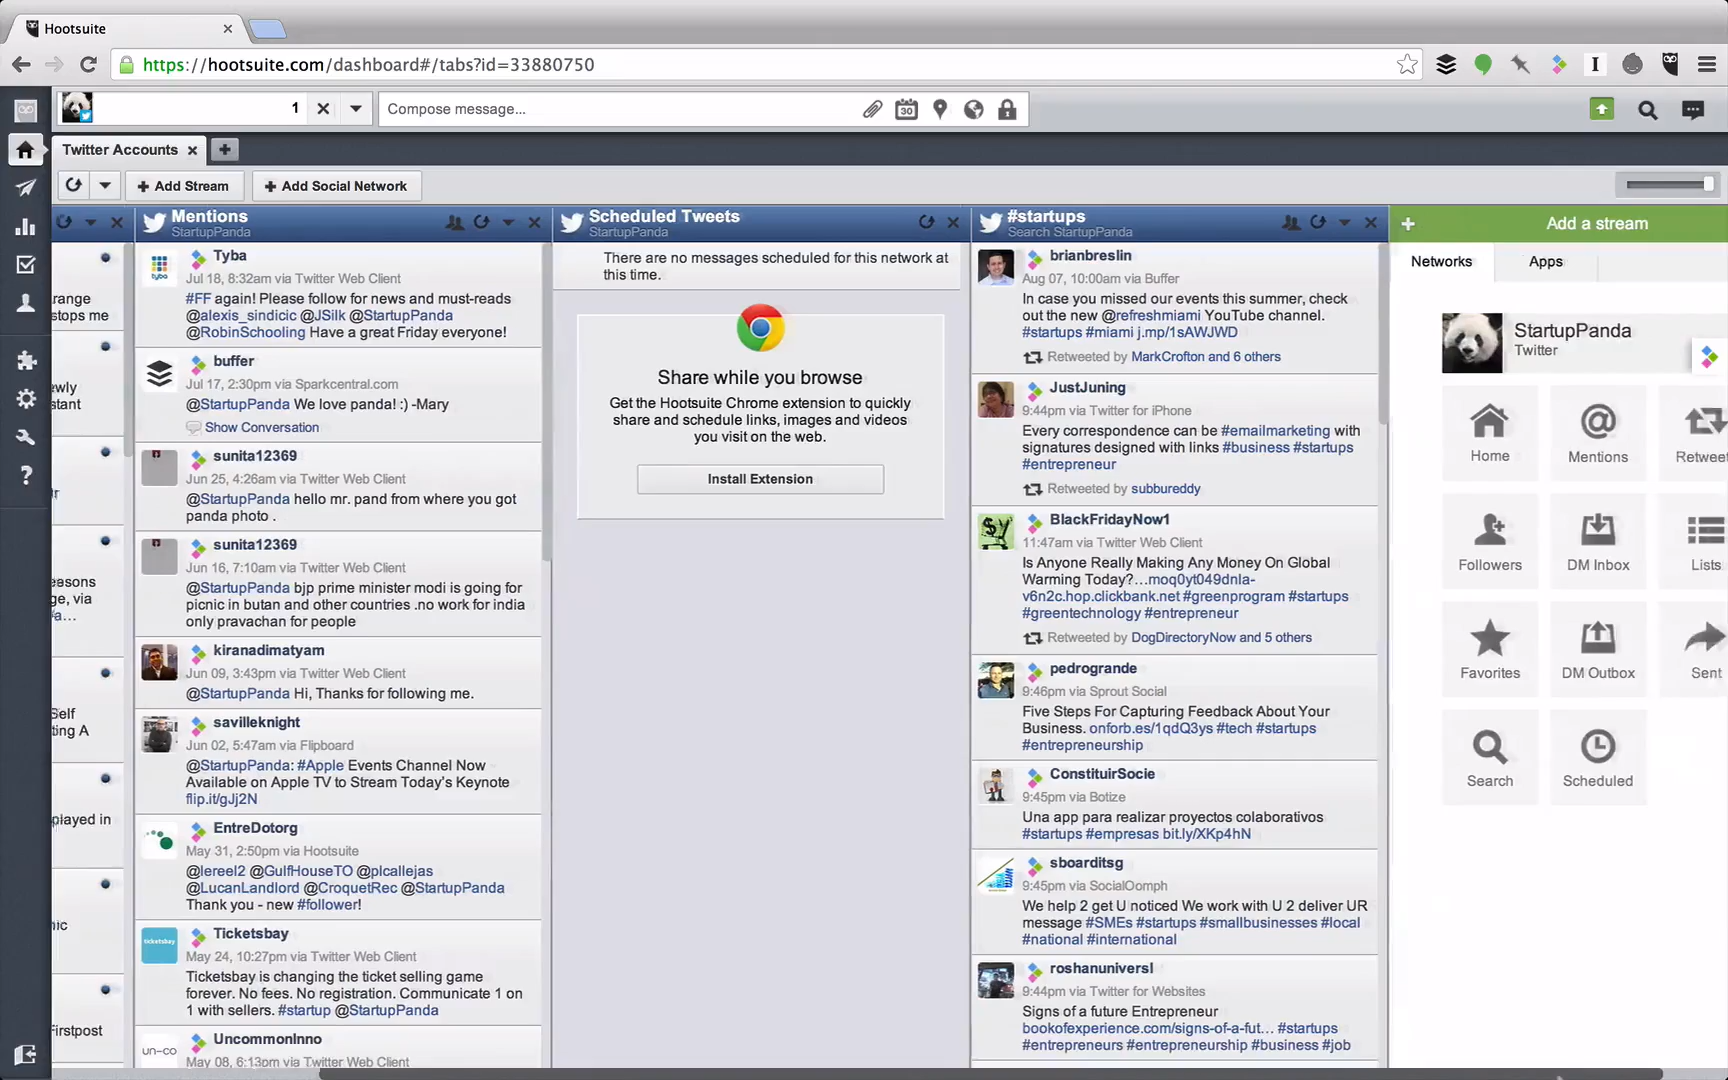 Hootsuite
https://hootsuite.com/dashboard#/tabs?id=33880750
1
Compose message...
30
Twitter Accounts
Add Stream
Add Social Network
arrange
stops me
stant
easons
ge, via
#a...
Self
ting A
played in
Firstpost
Mentions
StartupPanda
Tyba
Jul 18, 8:32am via Twitter Web Client
#FF again! Please follow for news and must-reads
@alexis_sindicic @JSilk @StartupPanda
@RobinSchooling Have a great Friday everyone!
buffer
Jul 17, 2:30pm via Sparkcentral.com
@StartupPanda We love panda! :) -Mary
Show Conversation
sunita12369
Jun 25, 4:26am via Twitter Web Client
@StartupPanda hello mr. pand from where you got
panda photo .
sunita12369
Jun 16, 7:10am via Twitter Web Client
@StartupPanda bjp prime minister modi is going for
picnic in butan and other countries .no work for india
only pravachan for people
kiranadimatyam
Jun 09, 3:43pm via Twitter Web Client
@StartupPanda Hi, Thanks for following me.
savilleknight
Jun 02, 5:47am via Flipboard
@StartupPanda: #Apple Events Channel Now
Available on Apple TV to Stream Today's Keynote
flip.it/gJj2N
EntreDotorg
May 31, 2:50pm via Hootsuite
@lereel2 @GulfHouseTO @plcallejas
@LucanLandlord @CroquetRec @StartupPanda
Thank you - new #follower!
ticketsbay
Ticketsbay
May 24, 10:27pm via Twitter Web Client
Ticketsbay is changing the ticket selling game
forever. No fees. No registration. Communicate 1 on
1 with sellers. #startup @StartupPanda
un-co
UncommonInno
May 08, 6:13pm via Twitter Web Client
Scheduled Tweets
StartupPanda
There are no messages scheduled for this network at
this time.
Share while you browse
Get the Hootsuite Chrome extension to quickly
share and schedule links, images and videos
you visit on the web.
Install Extension
#startups
Search StartupPanda
brianbreslin
Aug 07, 10:00am via Buffer
In case you missed our events this summer, check
out the new @refreshmiami YouTube channel.
#startups #miami j.mp/1sAWJWD
Retweeted by MarkCrofton and 6 others
JustJuning
9:44pm via Twitter for iPhone
Every correspondence can be #emailmarketing with
signatures designed with links #business #startups
#entrepreneur
Retweeted by subbureddy
BlackFridayNow1
11:47am via Twitter Web Client
Is Anyone Really Making Any Money On Global
Warming Today?...moq0yt049dnla-
v6n2c.hop.clickbank.net #greenprogram #startups
#greentechnology #entrepreneur
Retweeted by DogDirectoryNow and 5 others
pedrogrande
9:46pm via Sprout Social
Five Steps For Capturing Feedback About Your
Business. onforb.es/1qdQ3ys #tech #startups
#entrepreneurship
ConstituirSocie
9:45pm via Botize
Una app para realizar proyectos colaborativos
#startups #empresas bit.ly/XKp4hN
sboarditsg
9:45pm via SocialOomph
We help 2 get U noticed We work with U 2 deliver UR
message #SMEs #startups #smallbusinesses #local
#national #international
roshanuniversl
9:44pm via Twitter for Websites
Signs of a future Entrepreneur
bookofexperience.com/signs-of-a-fut... #startups
#entrepreneurs #entrepreneurship #business #job
Add a stream
Networks
Apps
StartupPanda
Twitter
Home
Mentions
Retwee
Followers
DM Inbox
Lists
Favorites
DM Outbox
Sent
Search
Scheduled